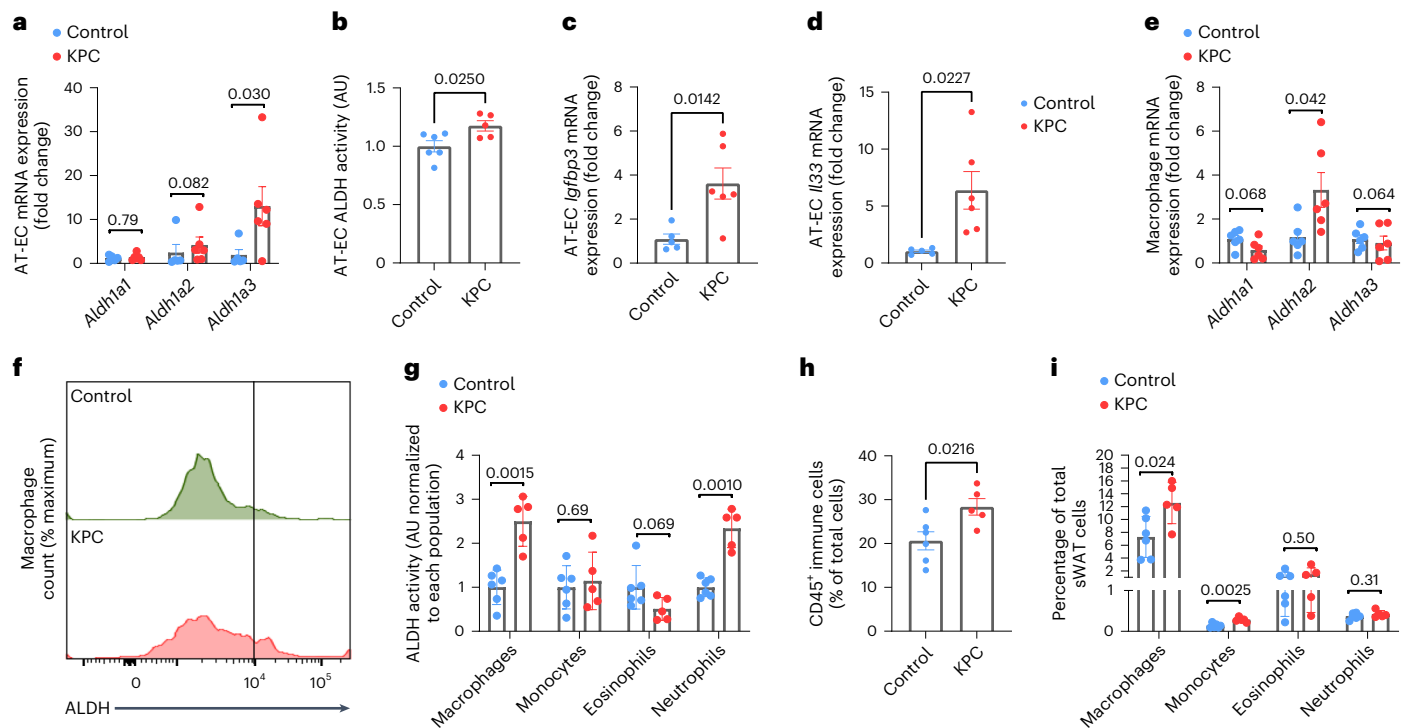 a
Control
KPC
AT-EC mRNA expression
(fold change)
40
30
20
10
0
0.79
0.082
0.030
Aldh1a1
Aldh1a2
Aldh1a3
b
AT-EC ALDH activity (AU)
1.5
1.0
0.5
0
0.0250
Control
KPC
c
AT-EC Igfbp3 mRNA
expression (fold change)
8
6
4
2
0
0.0142
Control
KPC
d
AT-EC Il33 mRNA
expression (fold change)
15
10
5
0
0.0227
Control
KPC
Control
KPC
e
Control
KPC
Macrophage mRNA
expression (fold change)
8
6
4
2
0
0.068
0.042
0.064
Aldh1a1
Aldh1a2
Aldh1a3
f
Macrophage
count (% maximum)
Control
KPC
0
10⁴
10⁵
ALDH
g
Control
KPC
ALDH activity (AU normalized
to each population)
4
3
2
1
0
0.0015
0.69
0.069
0.0010
Macrophages
Monocytes
Eosinophils
Neutrophils
h
CD45⁺ immune cells
(% of total cells)
40
30
20
10
0
0.0216
Control
KPC
i
Control
KPC
Percentage of total
sWAT cells
20
18
16
14
12
10
8
6
4
2
1
0
0.024
0.0025
0.50
0.31
Macrophages
Monocytes
Eosinophils
Neutrophils